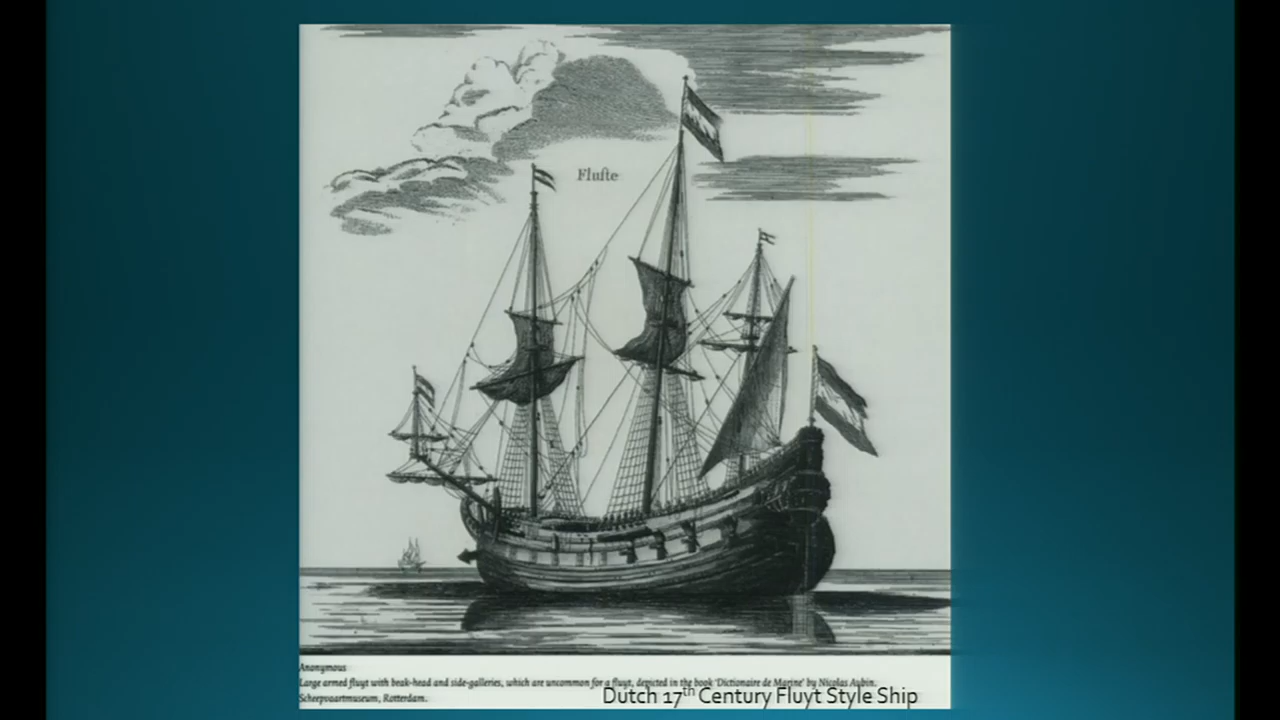 Fluſte
Anonymous
Large armed fluyt with beak-head and side-galleries, which are uncommon for a fluyt, depicted in the book 'Dictionaire de Marine' by Nicolas Aubin.
Scheepvaartmuseum, Rotterdam.
Dutch 17th Century Fluyt Style Ship